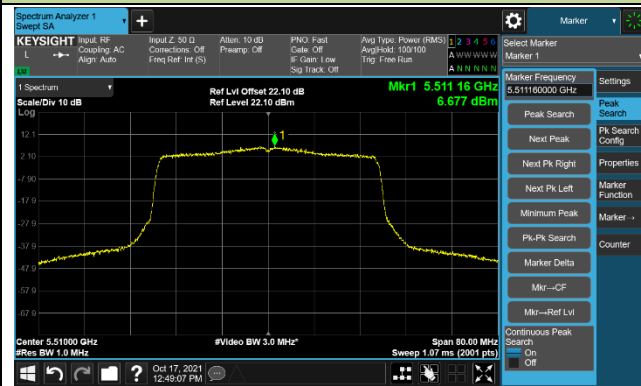 Spectrum Analyzer 1
Swept SA
Marker
KEYSIGHT
L
Input: RF
Coupling: AC
Align: Auto
Input Z: 50 Ω
Corrections: Off
Freq Ref: Int (S)
Atten: 10 dB
Preamp: Off
PNO: Fast
Gate: Off
IF Gain: Low
Sig Track: Off
Avg Type: Power (RMS)
Avg|Hold: 100/100
Trig: Free Run
1 2 3 4 5 6
A W W W W W
A N N N N N
Select Marker
Marker 1
1 Spectrum
Scale/Div 10 dB
Log
Ref Lvl Offset 22.10 dB
Ref Level 22.10 dBm
Mkr1 5.511 16 GHz
6.677 dBm
12.1
2.10
-7.90
-17.9
-27.9
-37.9
-47.9
-57.9
-67.9
1
Center 5.51000 GHz
#Res BW 1.0 MHz
#Video BW 3.0 MHz*
Span 80.00 MHz
Sweep 1.07 ms (2001 pts)
Marker Frequency
5.511160000 GHz
Peak Search
Next Peak
Next Pk Right
Next Pk Left
Minimum Peak
Pk-Pk Search
Marker Delta
Mkr→CF
Mkr→Ref Lvl
Continuous Peak
Search
On
Off
Settings
Peak
Search
Pk Search
Config
Properties
Marker
Function
Marker→
Counter
Oct 17, 2021
12:49:07 PM